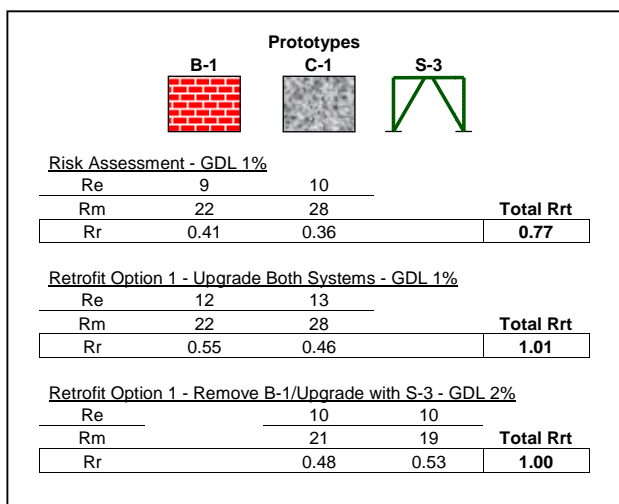 Prototypes
B-1 C-1 S-3
Risk Assessment - GDL 1%
Re 9 10
Rm 22 28 Total Rrt
Rr 0.41 0.36 0.77
Retrofit Option 1 - Upgrade Both Systems - GDL 1%
Re 12 13
Rm 22 28 Total Rrt
Rr 0.55 0.46 1.01
Retrofit Option 1 - Remove B-1/Upgrade with S-3 - GDL 2%
Re 10 10
Rm 21 19 Total Rrt
Rr 0.48 0.53 1.00